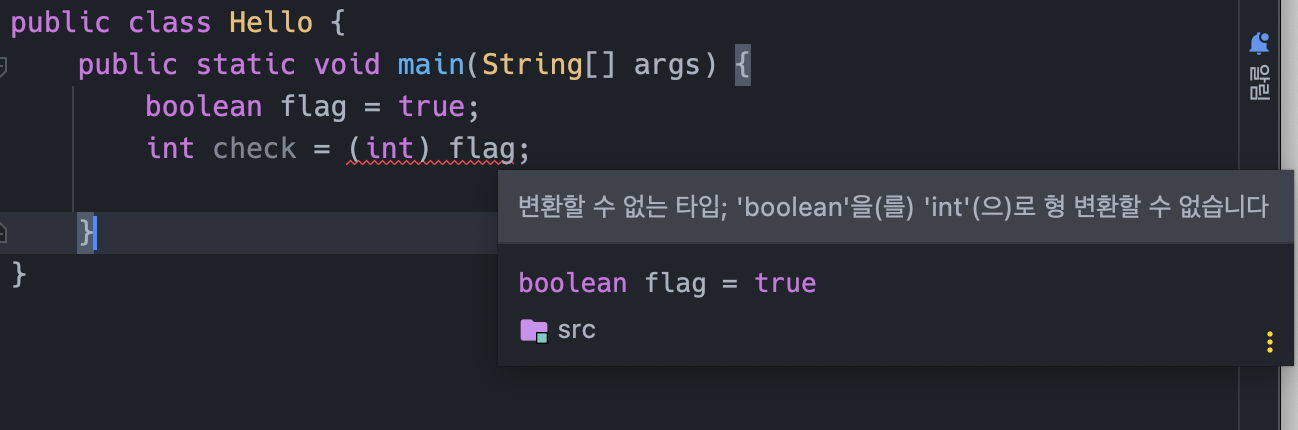 public class Hello {
public static void main(String[] args) {
boolean flag = true;
int check = (int) flag;
변환할 수 없는 타입; 'boolean'을(를) 'int'(으)로 형 변환할 수 없습니다
boolean flag = true
src
}
}
알림